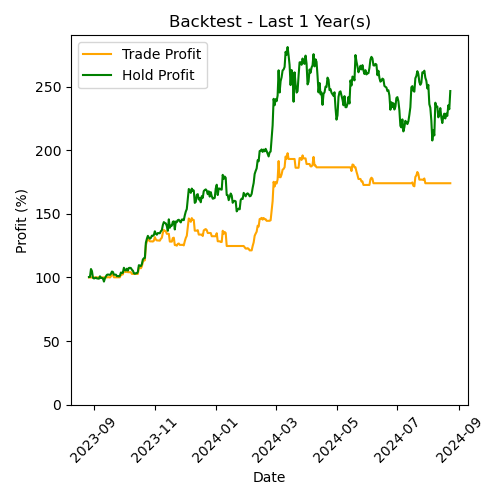 Backtest - Last 1 Year(s)
Trade Profit
Hold Profit
Profit (%)
250
200
150
100
50
0
2023-09
2023-11
2024-01
2024-03
2024-05
2024-07
2024-09
Date